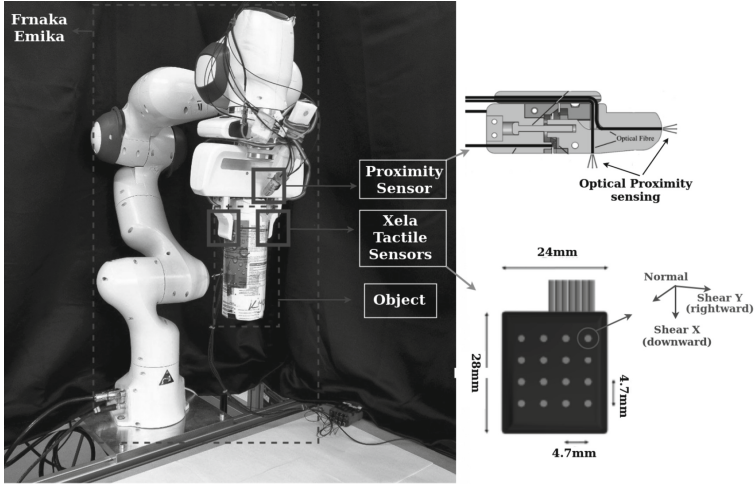 Frnaka
Emika
Proximity
Sensor
Xela
Tactile
Sensors
Object
Optical Fibre
Optical Proximity
sensing
24mm
Normal
Shear Y
(rightward)
Shear X
(downward)
28mm
4.7mm
4.7mm